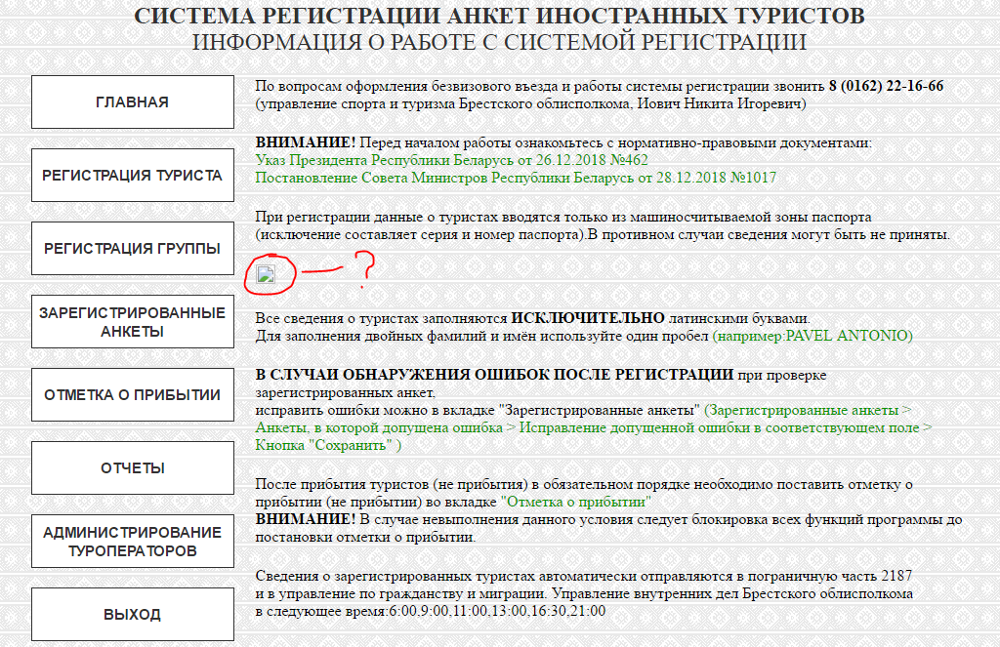 СИСТЕМА РЕГИСТРАЦИИ АНКЕТ ИНОСТРАННЫХ ТУРИСТОВ
ИНФОРМАЦИЯ О РАБОТЕ С СИСТЕМОЙ РЕГИСТРАЦИИ
ГЛАВНАЯ
РЕГИСТРАЦИЯ ТУРИСТА
РЕГИСТРАЦИЯ ГРУППЫ
ЗАРЕГИСТРИРОВАННЫЕ
АНКЕТЫ
ОТМЕТКА О ПРИБЫТИИ
ОТЧЕТЫ
АДМИНИСТРИРОВАНИЕ
ТУРОПЕРАТОРОВ
ВЫХОД
По вопросам оформления безвизового въезда и работы системы регистрации звонить 8 (0162) 22-16-66
(управление спорта и туризма Брестского облисполкома, Иович Никита Игоревич)
ВНИМАНИЕ! Перед началом работы ознакомьтесь с нормативно-правовыми документами:
Указ Президента Республики Беларусь от 26.12.2018 №462
Постановление Совета Министров Республики Беларусь от 28.12.2018 №1017
При регистрации данные о туристах вводятся только из машиносчитываемой зоны паспорта
(исключение составляет серия и номер паспорта).В противном случаи сведения могут быть не приняты.
?
Все сведения о туристах заполняются ИСКЛЮЧИТЕЛЬНО латинскими буквами.
Для заполнения двойных фамилий и имён используйте один пробел (например:PAVEL ANTONIO)
В СЛУЧАИ ОБНАРУЖЕНИЯ ОШИБОК ПОСЛЕ РЕГИСТРАЦИИ при проверке
зарегистрированных анкет,
исправить ошибки можно в вкладке "Зарегистрированные анкеты" (Зарегистрированные анкеты >
Анкеты, в которой допущена ошибка > Исправление допущенной ошибки в соответствующем поле >
Кнопка "Сохранить" )
После прибытия туристов (не прибытия) в обязательном порядке необходимо поставить отметку о
прибытии (не прибытии) во вкладке "Отметка о прибытии"
ВНИМАНИЕ! В случае невыполнения данного условия следует блокировка всех функций программы до
постановки отметки о прибытии.
Сведения о зарегистрированных туристах автоматически отправляются в пограничную часть 2187
и в управление по гражданству и миграции. Управление внутренних дел Брестского облисполкома
в следующее время:6:00,9:00,11:00,13:00,16:30,21:00